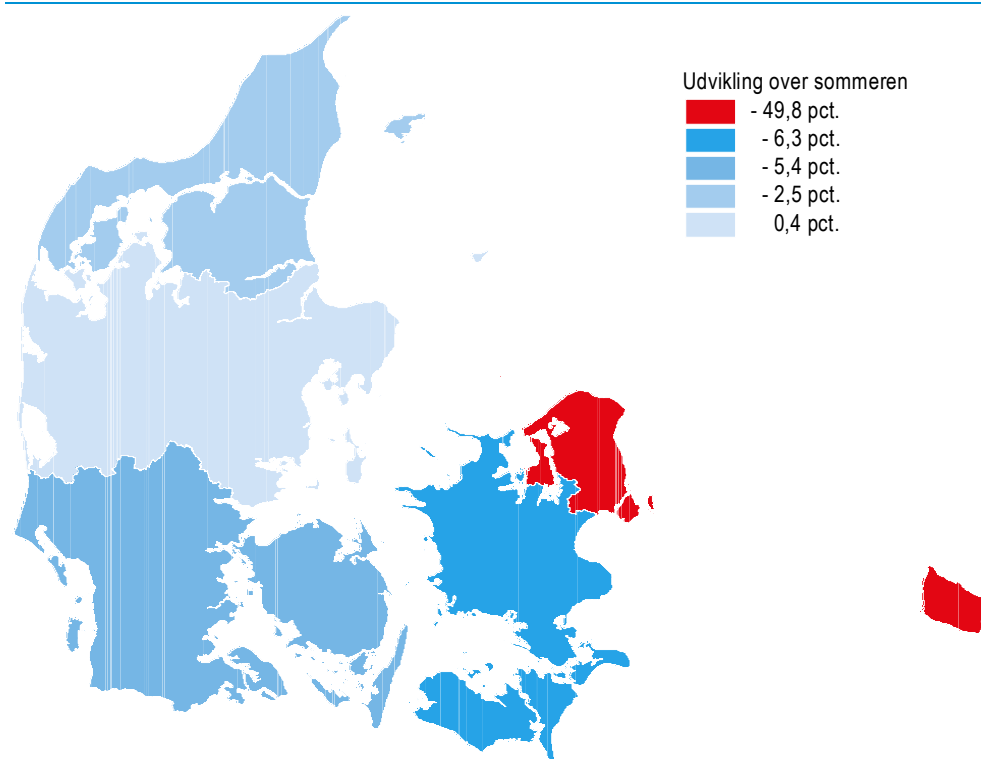 Udvikling over sommeren
- 49,8 pct.
- 6,3 pct.
- 5,4 pct.
- 2,5 pct.
0,4 pct.